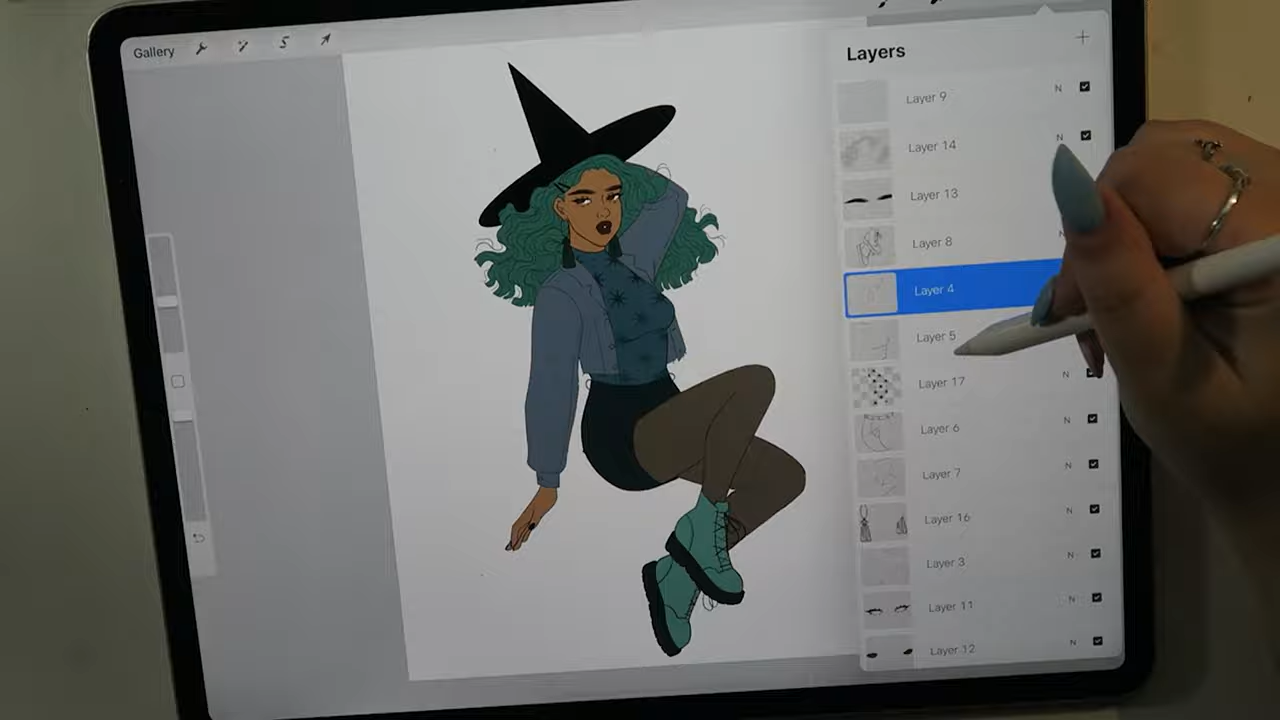 Gallery
Layers
Layer 9 N
Layer 14 N
Layer 13
Layer 8
Layer 4
Layer 5
Layer 17 N
Layer 6 N
Layer 7 N
Layer 16 N
Layer 3 N
Layer 11 N
Layer 12 N